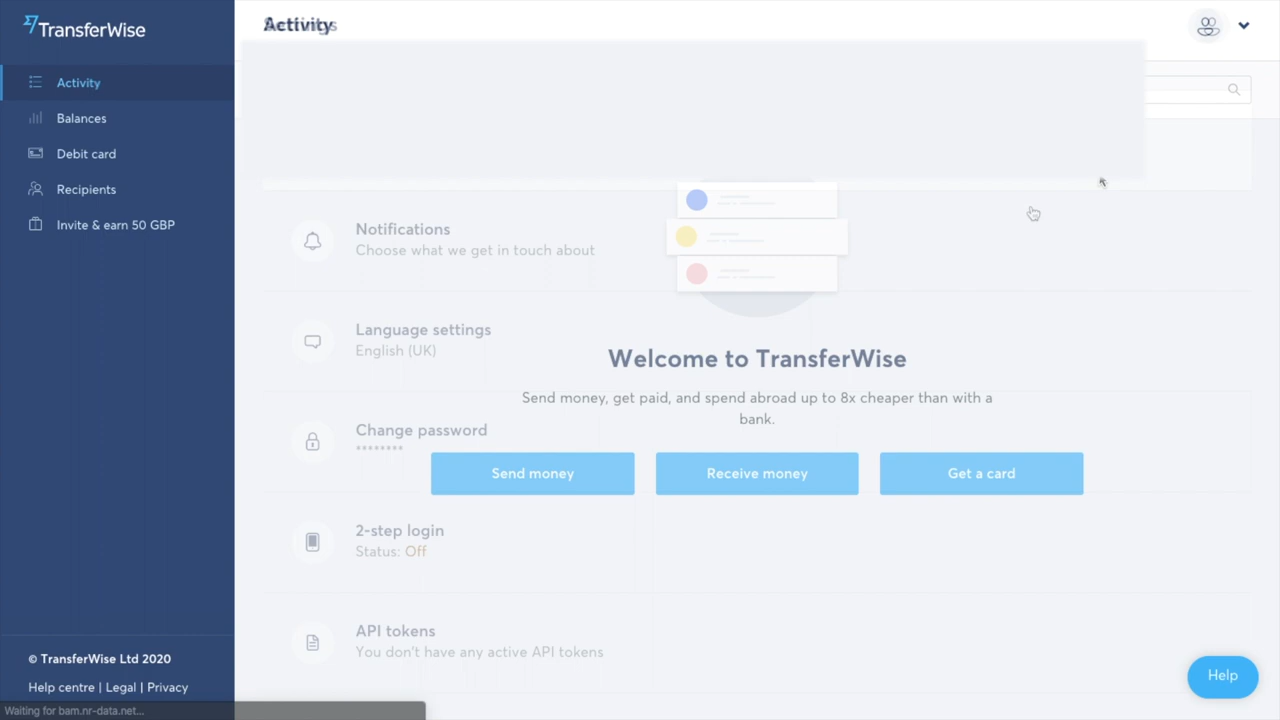 TransferWise
Activity
Activity
Balances
Debit card
Recipients
Invite & earn 50 GBP
Notifications
Choose what we get in touch about
Language settings
English (UK)
Welcome to TransferWise
Send money, get paid, and spend abroad up to 8x cheaper than with a
bank.
Change password
********
Send money
Receive money
Get a card
2-step login
Status: Off
API tokens
You don't have any active API tokens
© TransferWise Ltd 2020
Help centre | Legal | Privacy
Help
Waiting for bam.nr-data.net...